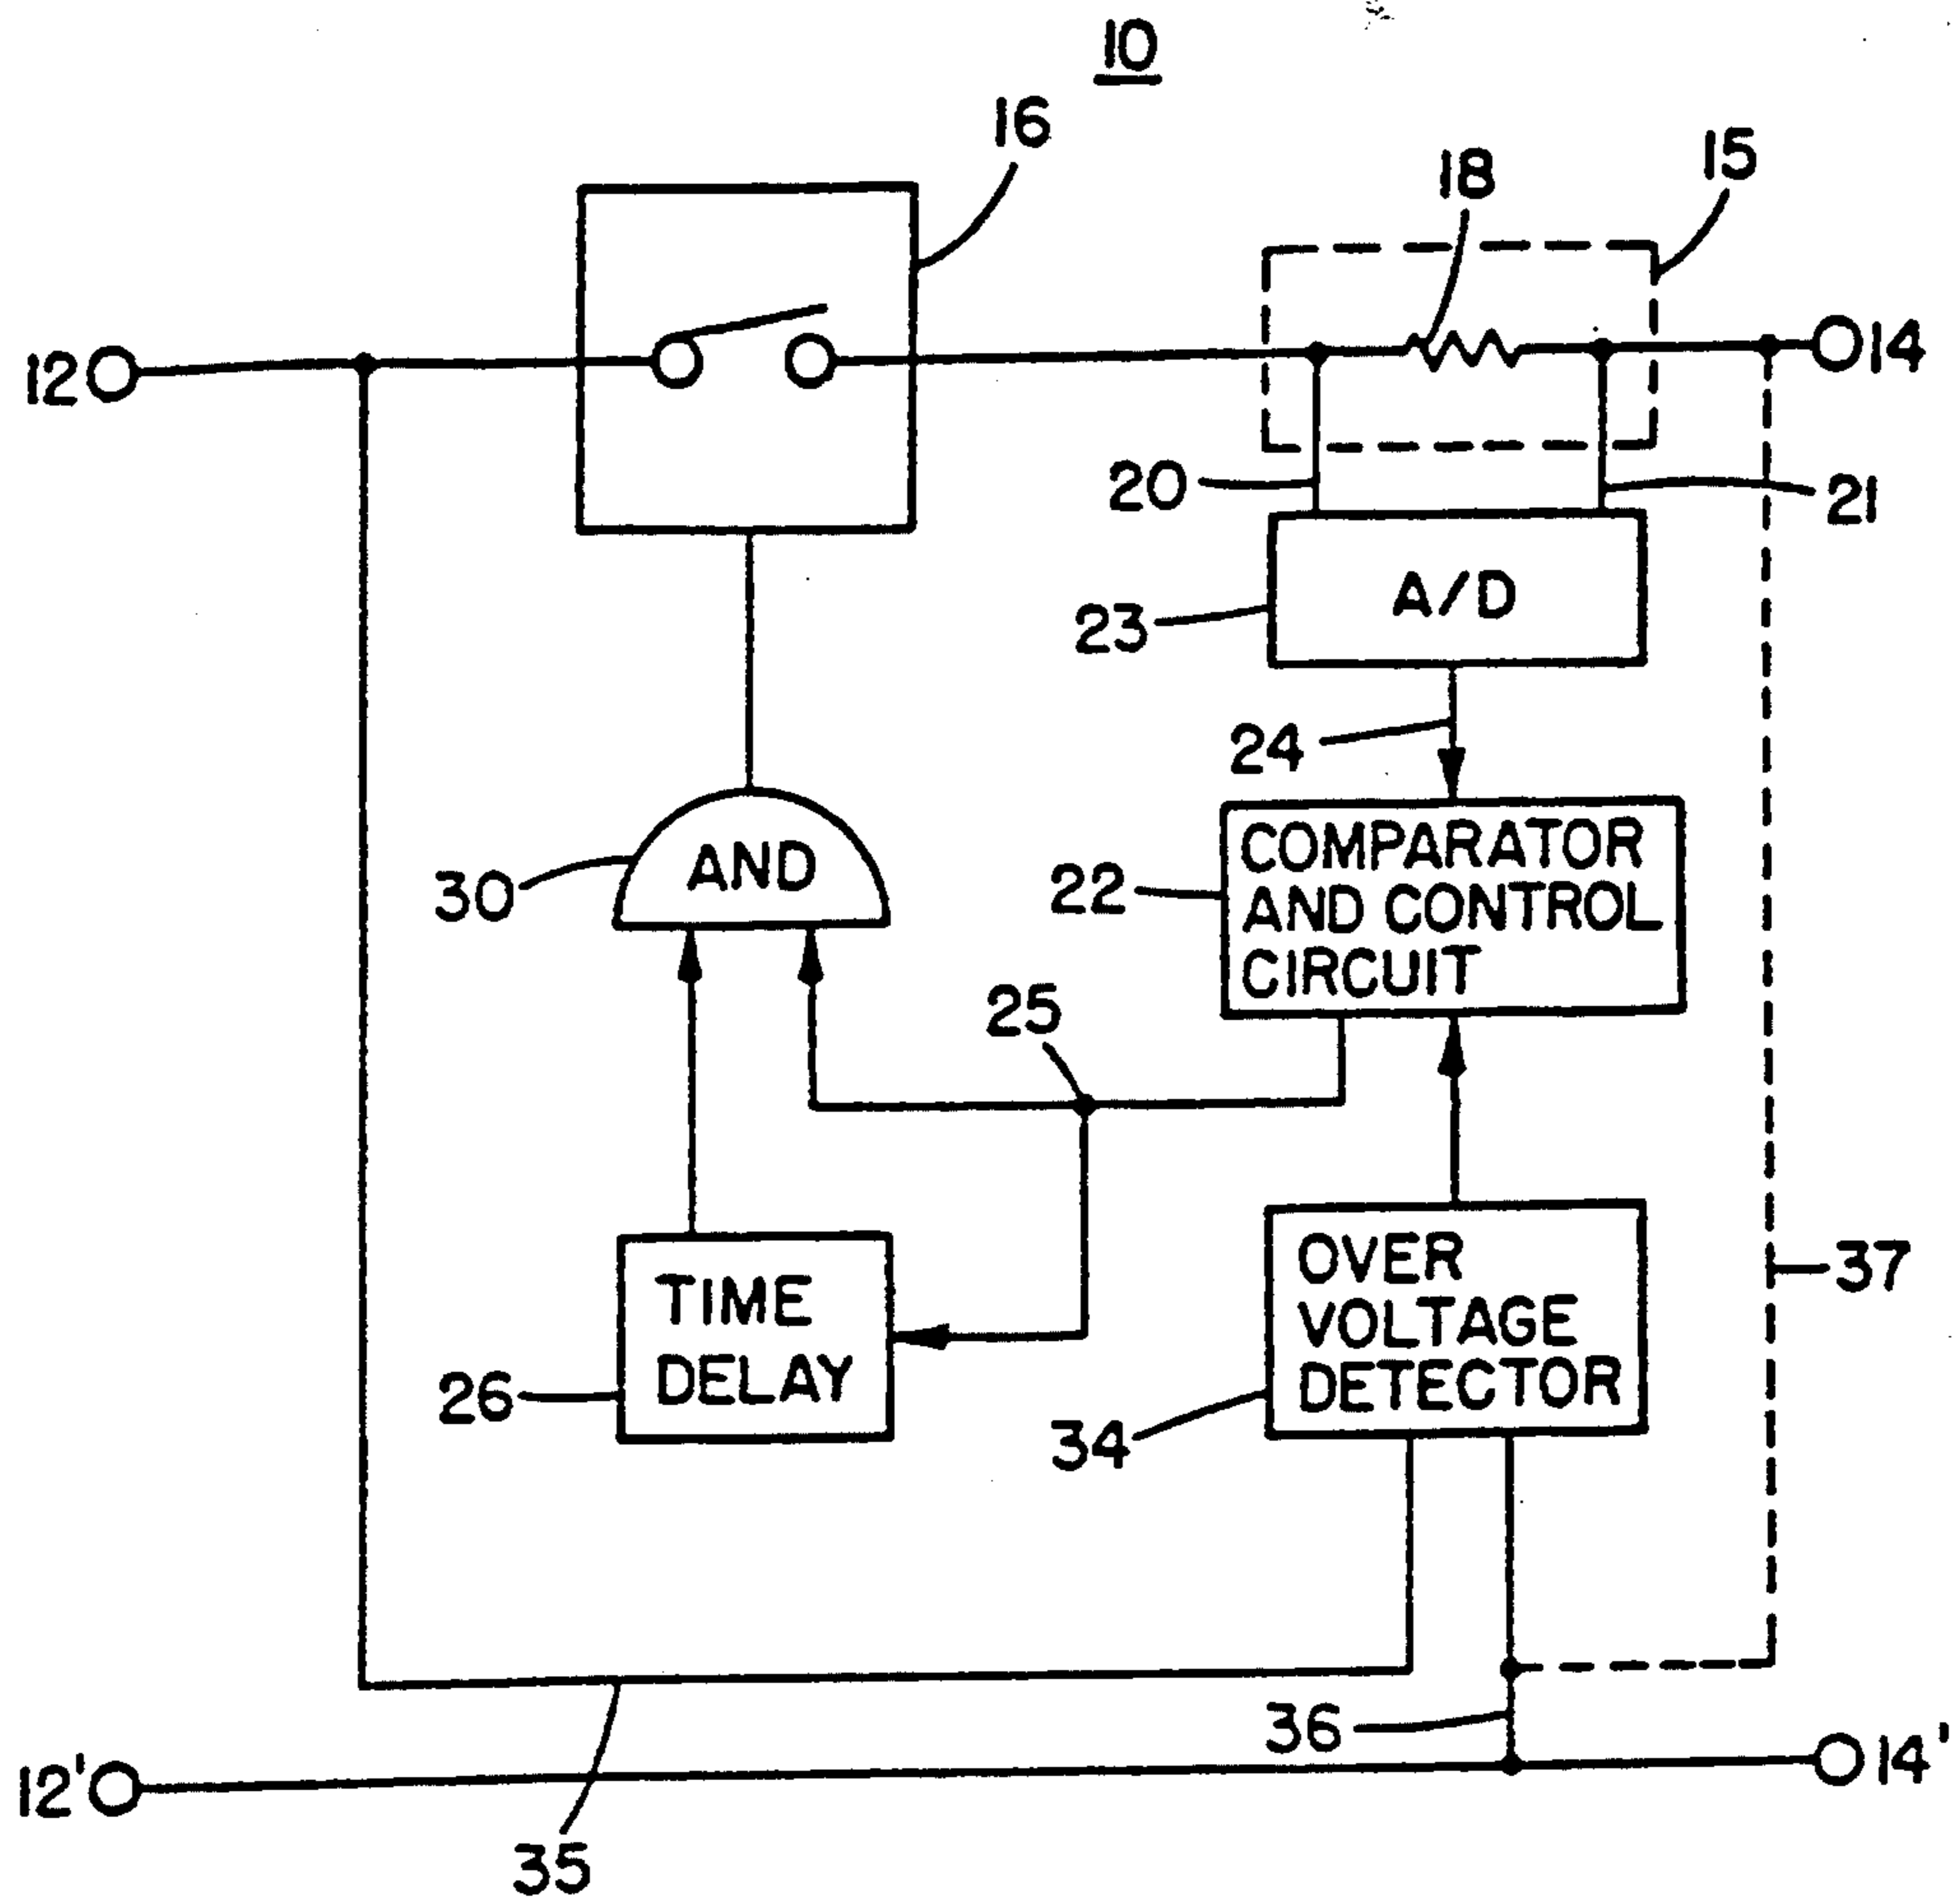 10
16
15
18
12
14
20
21
A/D
23
24
COMPARATOR
AND CONTROL
CIRCUIT
22
AND
30
25
OVER
VOLTAGE
DETECTOR
37
TIME
DELAY
26
34
36
12'
14'
35